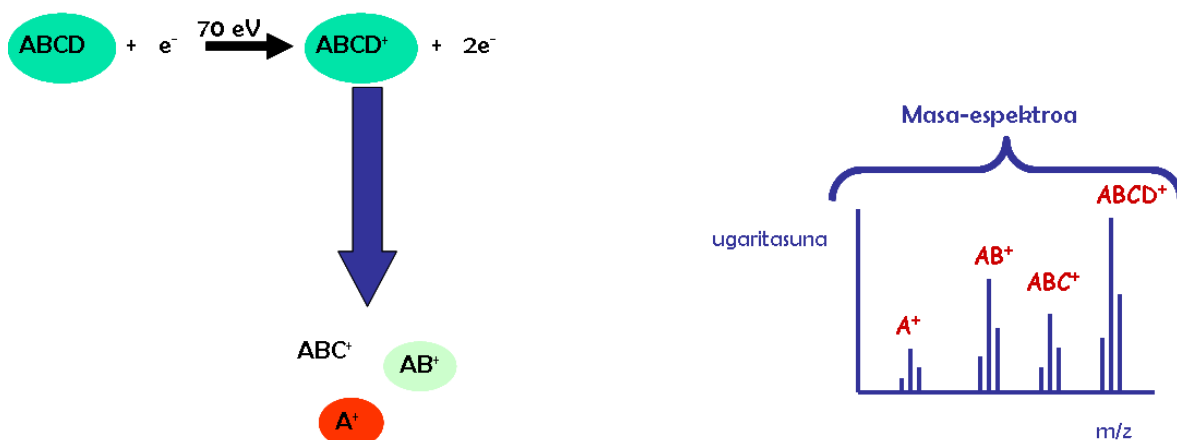 ABCD + e⁻ 70 eV ABCD⁺ + 2e⁻
ABC⁺
AB⁺
A⁺
Masa-espektroa
ugaritasuna
A⁺
AB⁺
ABC⁺
ABCD⁺
m/z